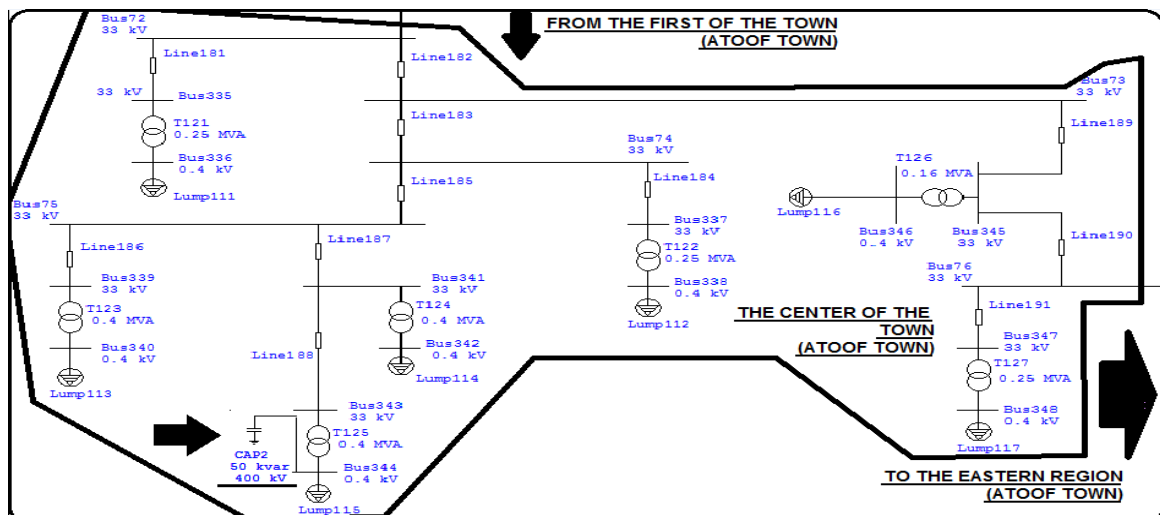 Bus72
33 kV
FROM THE FIRST OF THE TOWN
(ATOOF TOWN)
Line181
Line182
33 kV
Bus335
Bus73
33 kV
T121
0.25 MVA
Line183
Line189
Bus336
0.4 kV
Bus74
33 kV
T126
0.16 MVA
Lump111
Line185
Line184
Bus75
33 kV
Lump116
Line186
Line187
Bus337
33 kV
Bus346
0.4 kV
Bus345
33 kV
Line190
T122
0.25 MVA
Bus339
33 kV
Bus341
33 kV
Bus76
33 kV
Bus338
0.4 kV
T123
0.4 MVA
T124
0.4 MVA
Line191
Lump112
THE CENTER OF THE
TOWN
(ATOOF TOWN)
Bus340
0.4 kV
Line188
Bus342
0.4 kV
Bus347
33 kV
Lump113
Lump114
T127
0.25 MVA
Bus343
33 kV
Bus348
0.4 kV
T125
0.4 MVA
CAP2
50 kvar
400 kV
Bus344
0.4 kV
Lump117
Lump115
TO THE EASTERN REGION
(ATOOF TOWN)